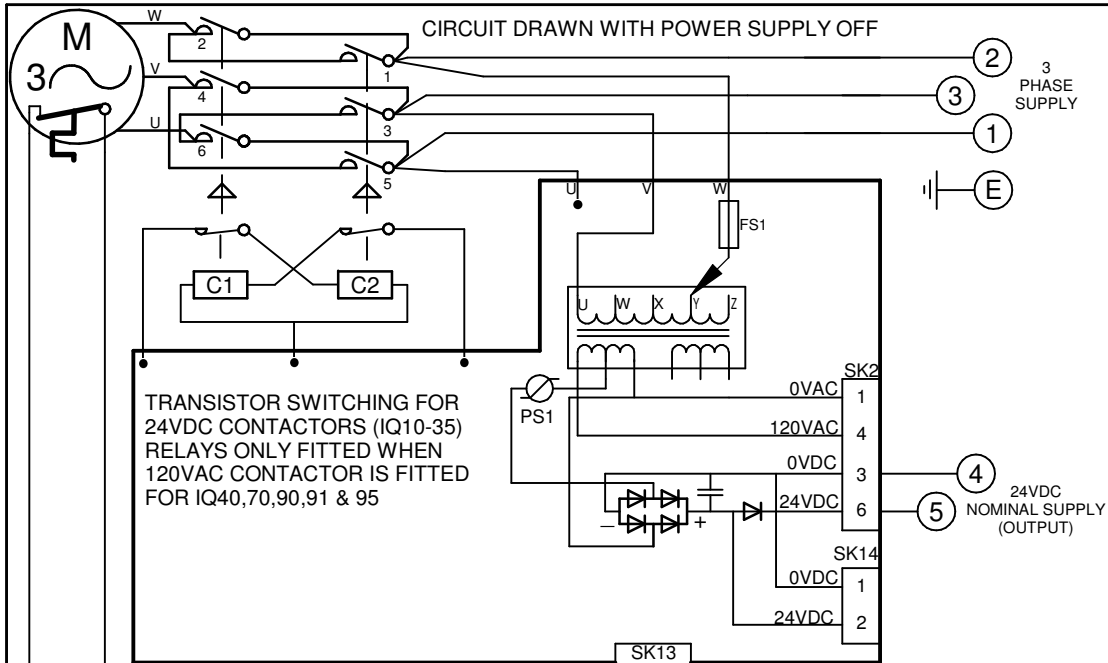 CIRCUIT DRAWN WITH POWER SUPPLY OFF
M
3
W
V
U
2
4
6
1
3
5
2
3
1
E
3
PHASE
SUPPLY
U
V
W
FS1
C1
C2
U
W
X
Y
Z
PS1
TRANSISTOR SWITCHING FOR
24VDC CONTACTORS (IQ10-35)
RELAYS ONLY FITTED WHEN
120VAC CONTACTOR IS FITTED
FOR IQ40,70,90,91 & 95
SK2
0VAC
1
120VAC
4
0VDC
3
24VDC
6
4
5
24VDC
NOMINAL SUPPLY
(OUTPUT)
–
+
SK14
0VDC
1
24VDC
2
SK13